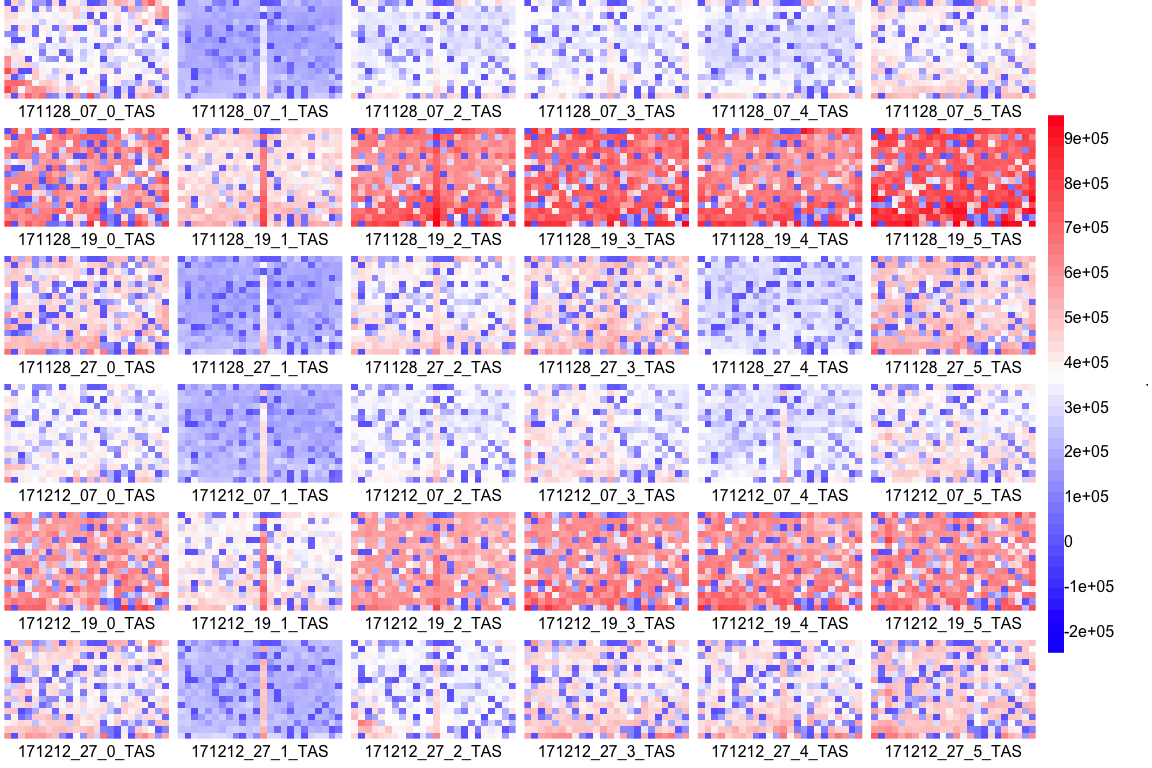 171128_07_0_TAS 171128_07_1_TAS 171128_07_2_TAS 171128_07_3_TAS 171128_07_4_TAS 171128_07_5_TAS
171128_19_0_TAS 171128_19_1_TAS 171128_19_2_TAS 171128_19_3_TAS 171128_19_4_TAS 171128_19_5_TAS
171128_27_0_TAS 171128_27_1_TAS 171128_27_2_TAS 171128_27_3_TAS 171128_27_4_TAS 171128_27_5_TAS
171212_07_0_TAS 171212_07_1_TAS 171212_07_2_TAS 171212_07_3_TAS 171212_07_4_TAS 171212_07_5_TAS
171212_19_0_TAS 171212_19_1_TAS 171212_19_2_TAS 171212_19_3_TAS 171212_19_4_TAS 171212_19_5_TAS
171212_27_0_TAS 171212_27_1_TAS 171212_27_2_TAS 171212_27_3_TAS 171212_27_4_TAS 171212_27_5_TAS
9e+05
8e+05
7e+05
6e+05
5e+05
4e+05
3e+05
2e+05
1e+05
0
-1e+05
-2e+05